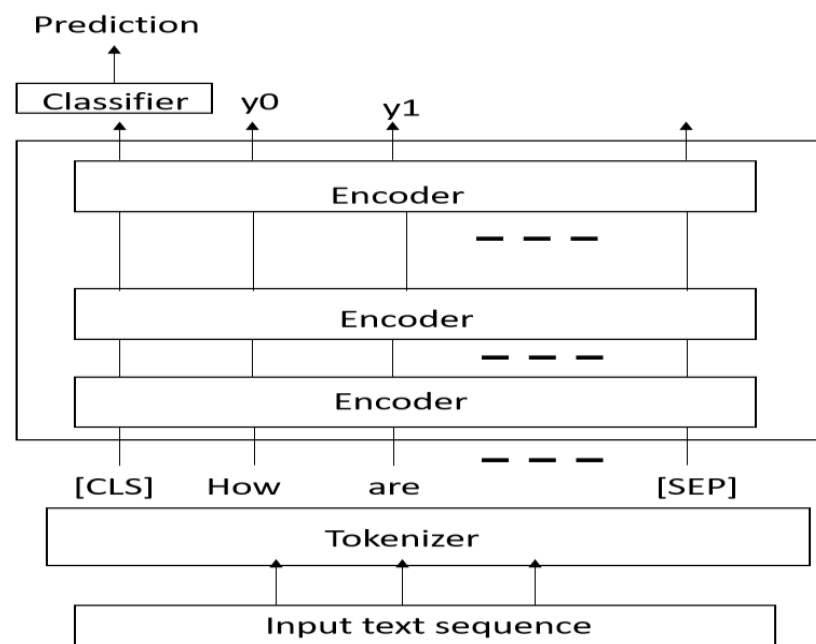 Prediction
Classifier y0 y1
Encoder
Encoder
Encoder
[CLS] How are [SEP]
Tokenizer
Input text sequence